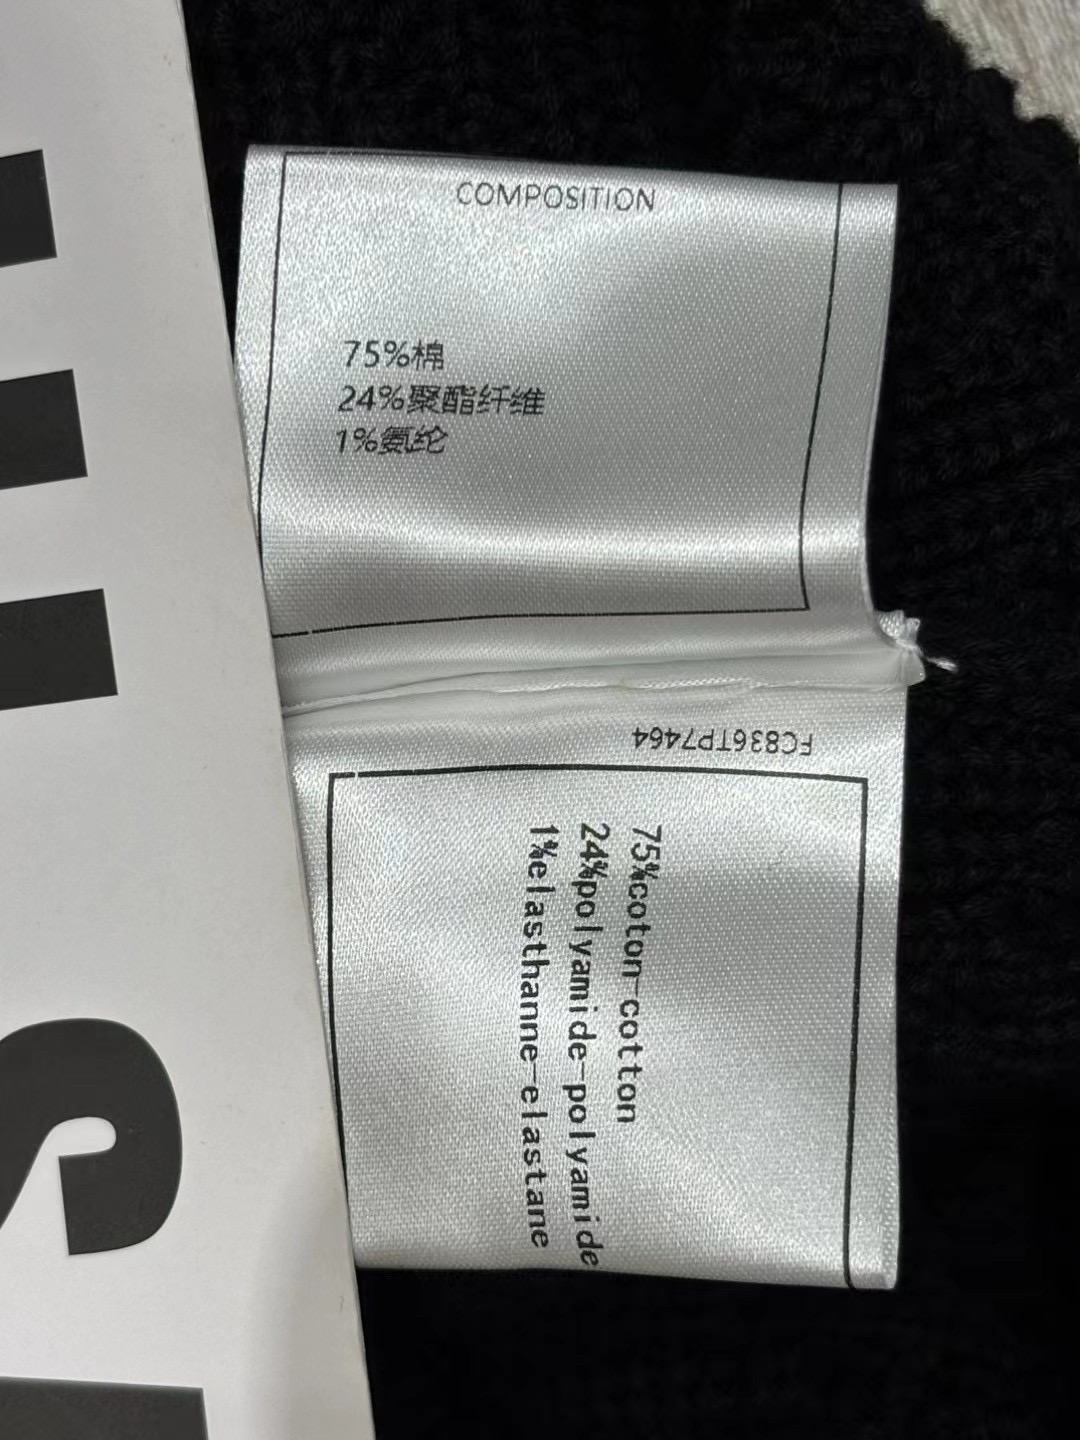 COMPOSITION
75%棉
24%聚酯纤维
1%氨纶
FC836TP7464
75%coton-cotton
24%polyamide-polyamide
1%elasthanne-elastane